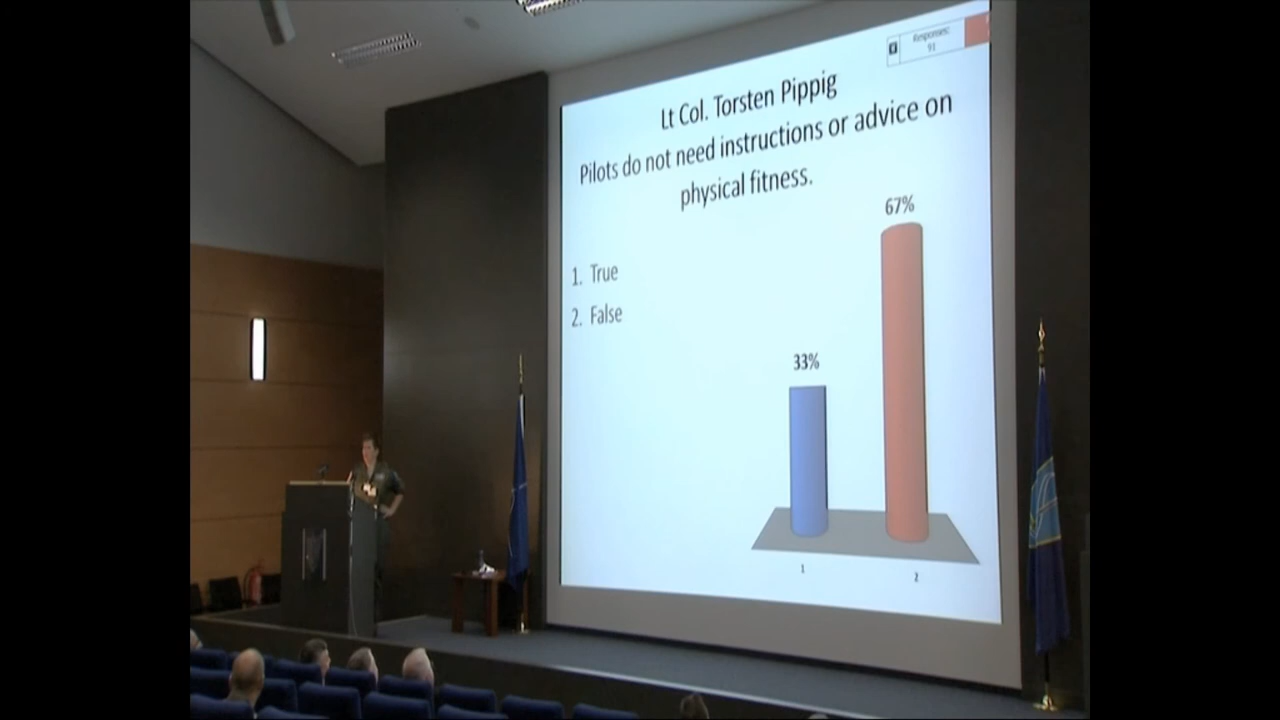 Responses:
91
Lt Col. Torsten Pippig
Pilots do not need instructions or advice on
physical fitness.
1. True
2. False
33%
67%
1
2